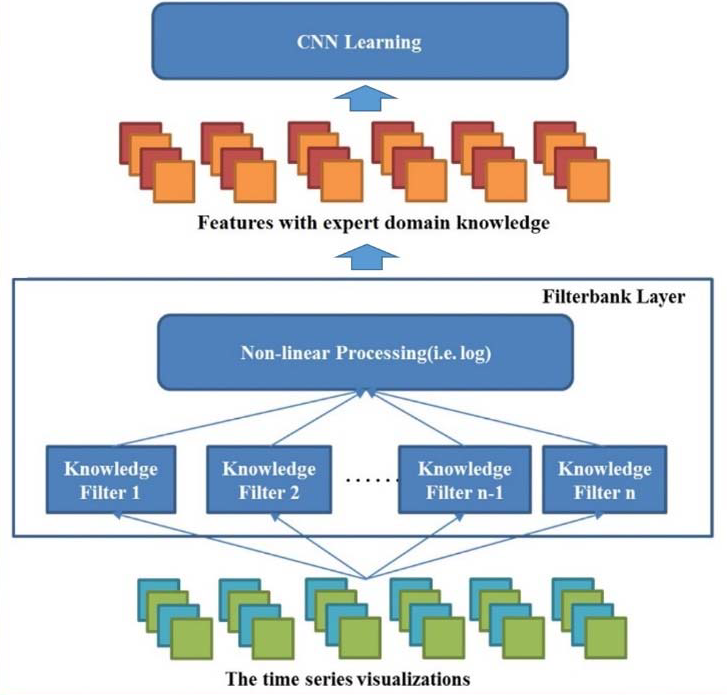 CNN Learning
Features with expert domain knowledge
Filterbank Layer
Non-linear Processing(i.e. log)
Knowledge
Filter 1
Knowledge
Filter 2
......
Knowledge
Filter n-1
Knowledge
Filter n
The time series visualizations